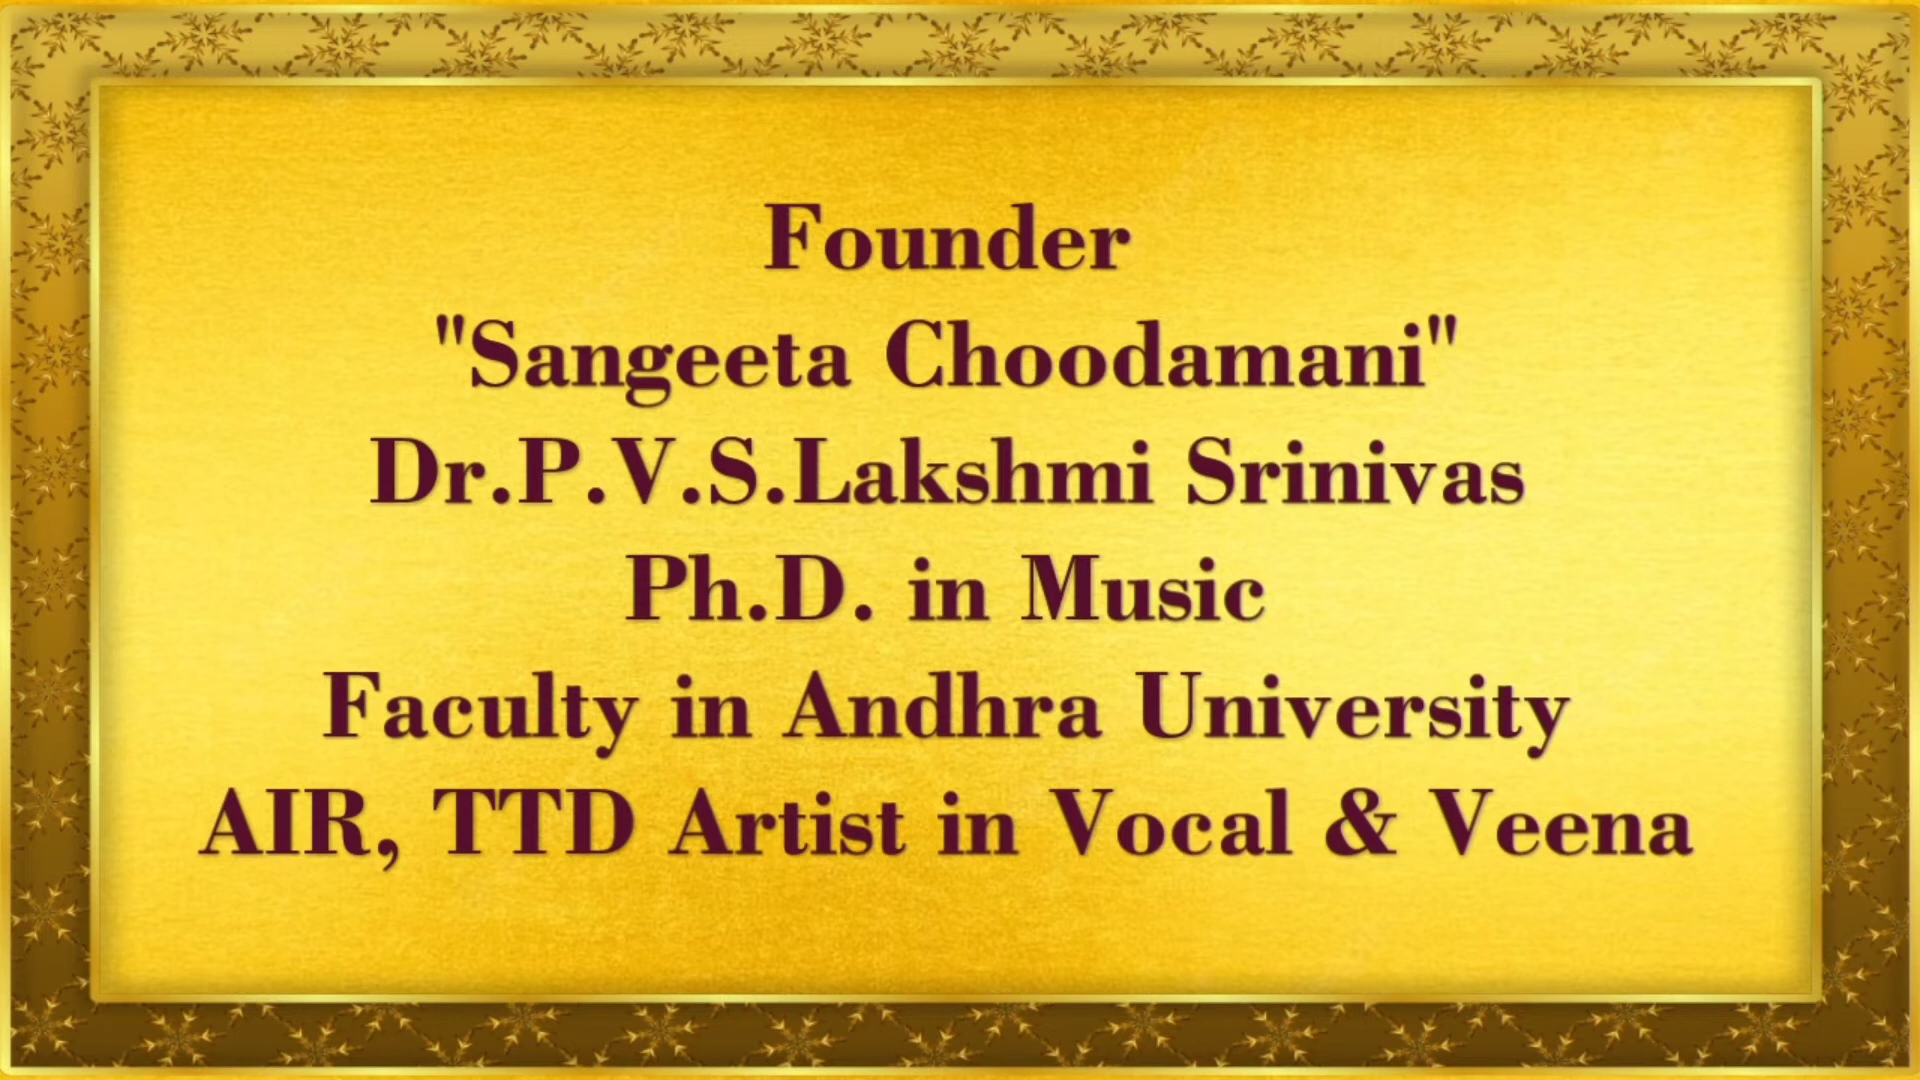 Founder
"Sangeeta Choodamani"
Dr.P.V.S.Lakshmi Srinivas
Ph.D. in Music
Faculty in Andhra University
AIR, TTD Artist in Vocal & Veena